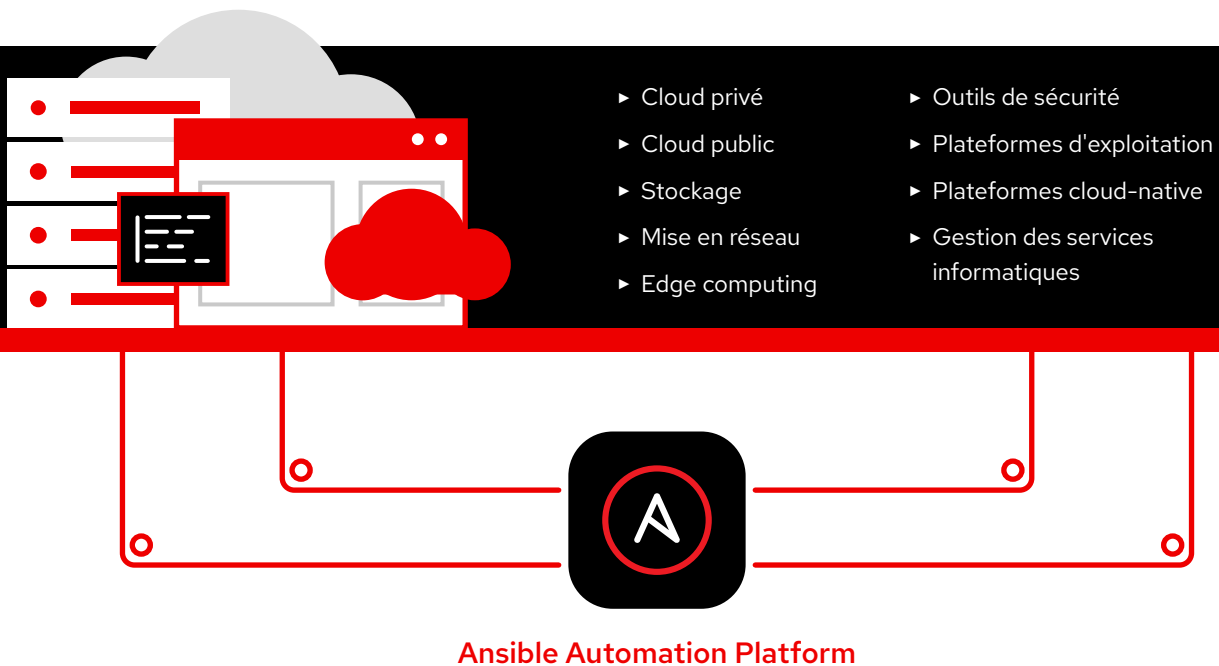 ► Cloud privé
► Cloud public
► Stockage
► Mise en réseau
► Edge computing
► Outils de sécurité
► Plateformes d'exploitation
► Plateformes cloud-native
► Gestion des services
informatiques
Ansible Automation Platform